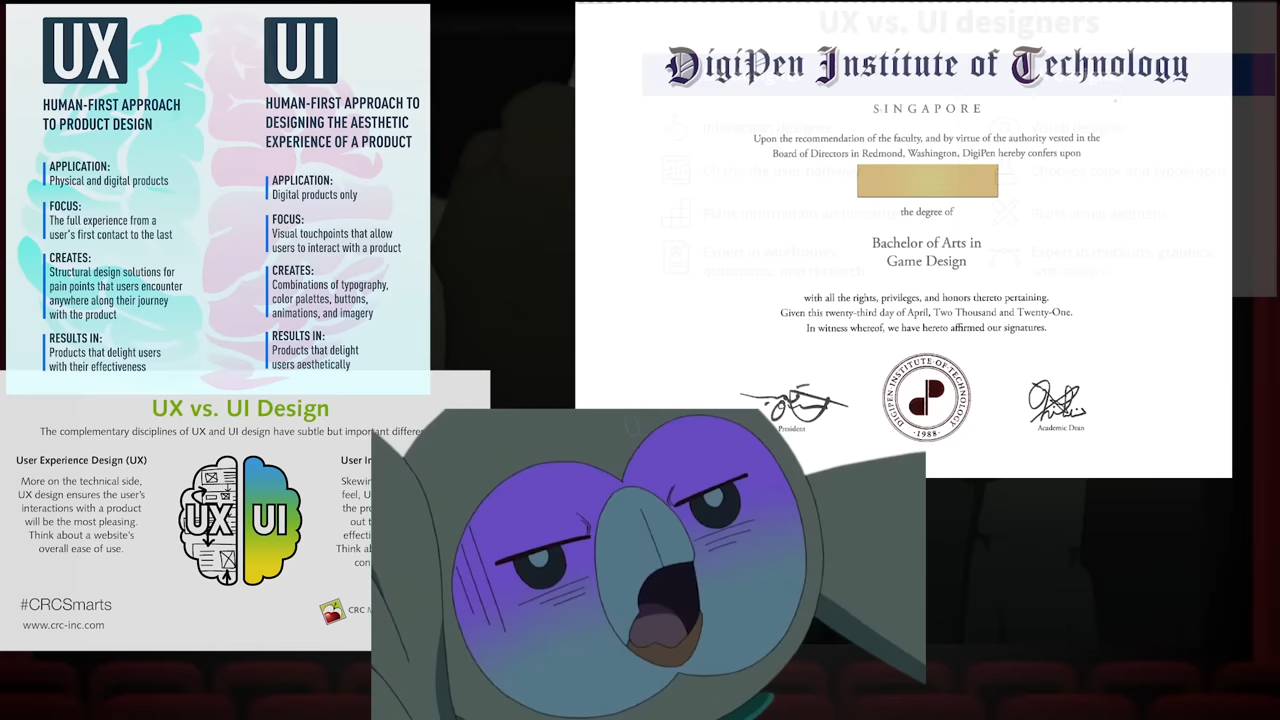 UX
HUMAN-FIRST APPROACH
TO PRODUCT DESIGN
APPLICATION:
Physical and digital products
FOCUS:
The full experience from a
user's first contact to the last
CREATES:
Structural design solutions for
pain points that users encounter
anywhere along their journey
with the product
RESULTS IN:
Products that delight users
with their effectiveness
UI
HUMAN-FIRST APPROACH TO
DESIGNING THE AESTHETIC
EXPERIENCE OF A PRODUCT
APPLICATION:
Digital products only
FOCUS:
Visual touchpoints that allow
users to interact with a product
CREATES:
Combinations of typography,
color palettes, buttons,
animations, and imagery
RESULTS IN:
Products that delight
users aesthetically
UX vs. UI Design
The complementary disciplines of UX and UI design have subtle but important
User Experience Design (UX)
More on the technical side,
UX design ensures the user's
interactions with a product
will be the most pleasing.
Think about a website's
overall ease of use.
UX UI
#CRCSmarts
www.crc-inc.com
CRC
UX vs. UI designers
DigiPen Institute of Technology
SINGAPORE
Upon the recommendation of the faculty, and by virtue of the authority vested in the
Board of Directors in Redmond, Washington, DigiPen hereby confers upon
the degree of
Bachelor of Arts in
Game Design
with all the rights, privileges, and honors thereto pertaining.
Given this twenty-third day of April, Two Thousand and Twenty-One.
In witness whereof, we have hereto affirmed our signatures.
President
DIGIPEN INSTITUTE OF TECHNOLOGY
· 1988 ·
Academic Dean